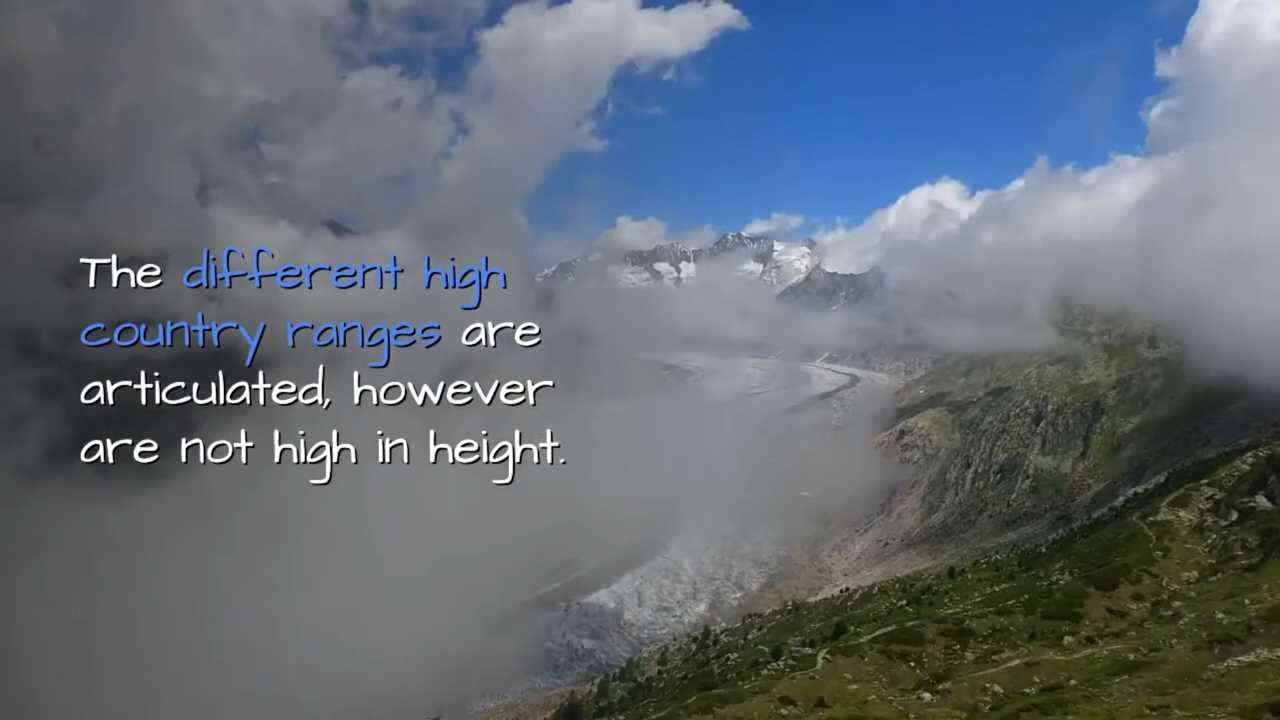 The different high
country ranges are
articulated, however
are not high in height.